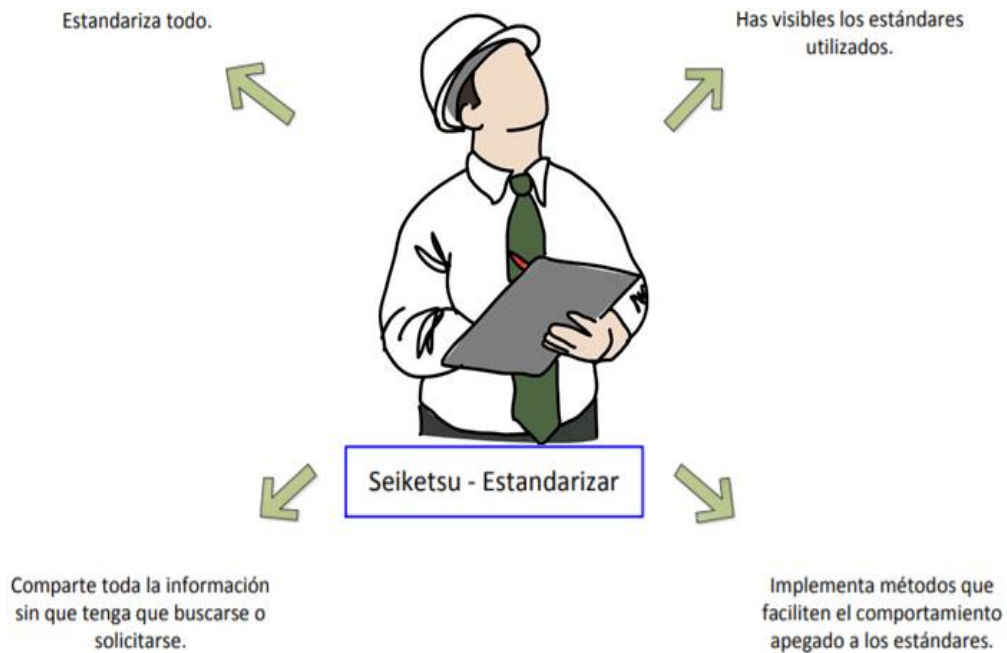 Estandariza todo.
Has visibles los estándares
utilizados.
Seiketsu - Estandarizar
Comparte toda la información
sin que tenga que buscarse o
solicitarse.
Implementa métodos que
faciliten el comportamiento
apegado a los estándares.